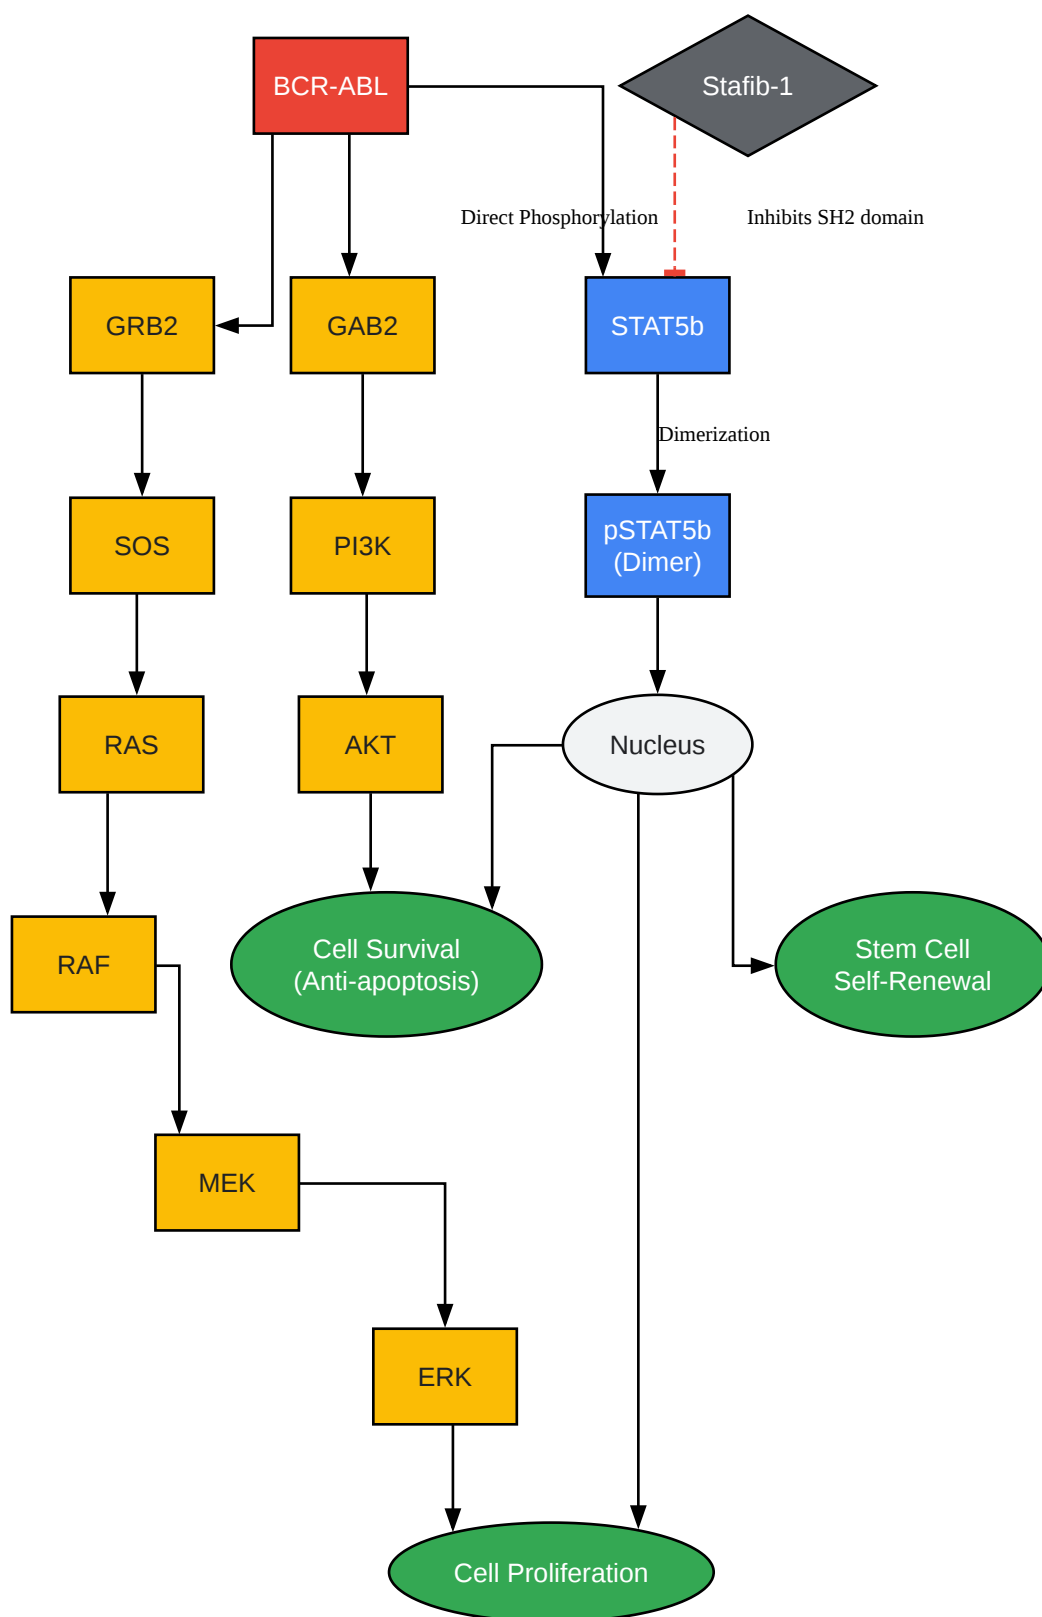 BCR-ABL
Stafib-1
Direct Phosphorylation
Inhibits SH2 domain
GRB2
GAB2
STAT5b
Dimerization
SOS
PI3K
pSTAT5b
(Dimer)
RAS
AKT
Nucleus
RAF
Cell Survival
(Anti-apoptosis)
Stem Cell
Self-Renewal
MEK
ERK
Cell Proliferation